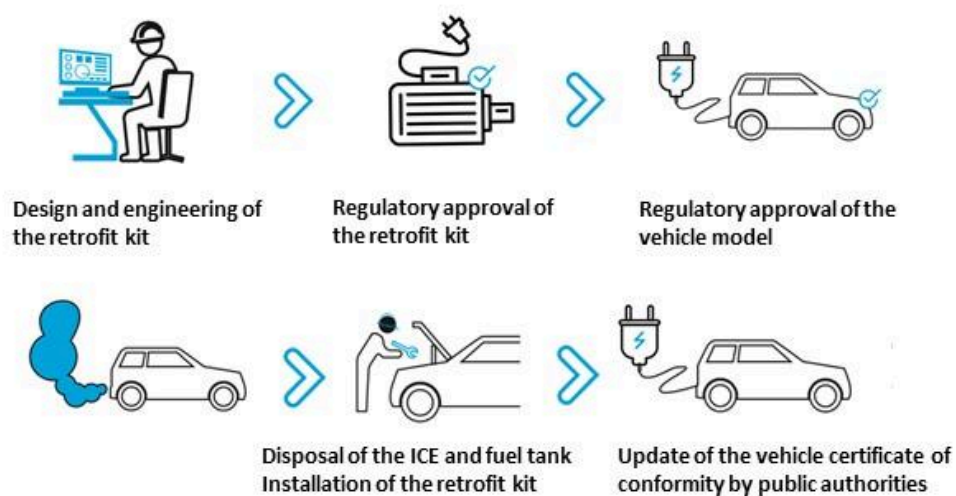 Design and engineering of
the retrofit kit
Regulatory approval of
the retrofit kit
Regulatory approval of the
vehicle model
Disposal of the ICE and fuel tank
Installation of the retrofit kit
Update of the vehicle certificate of
conformity by public authorities